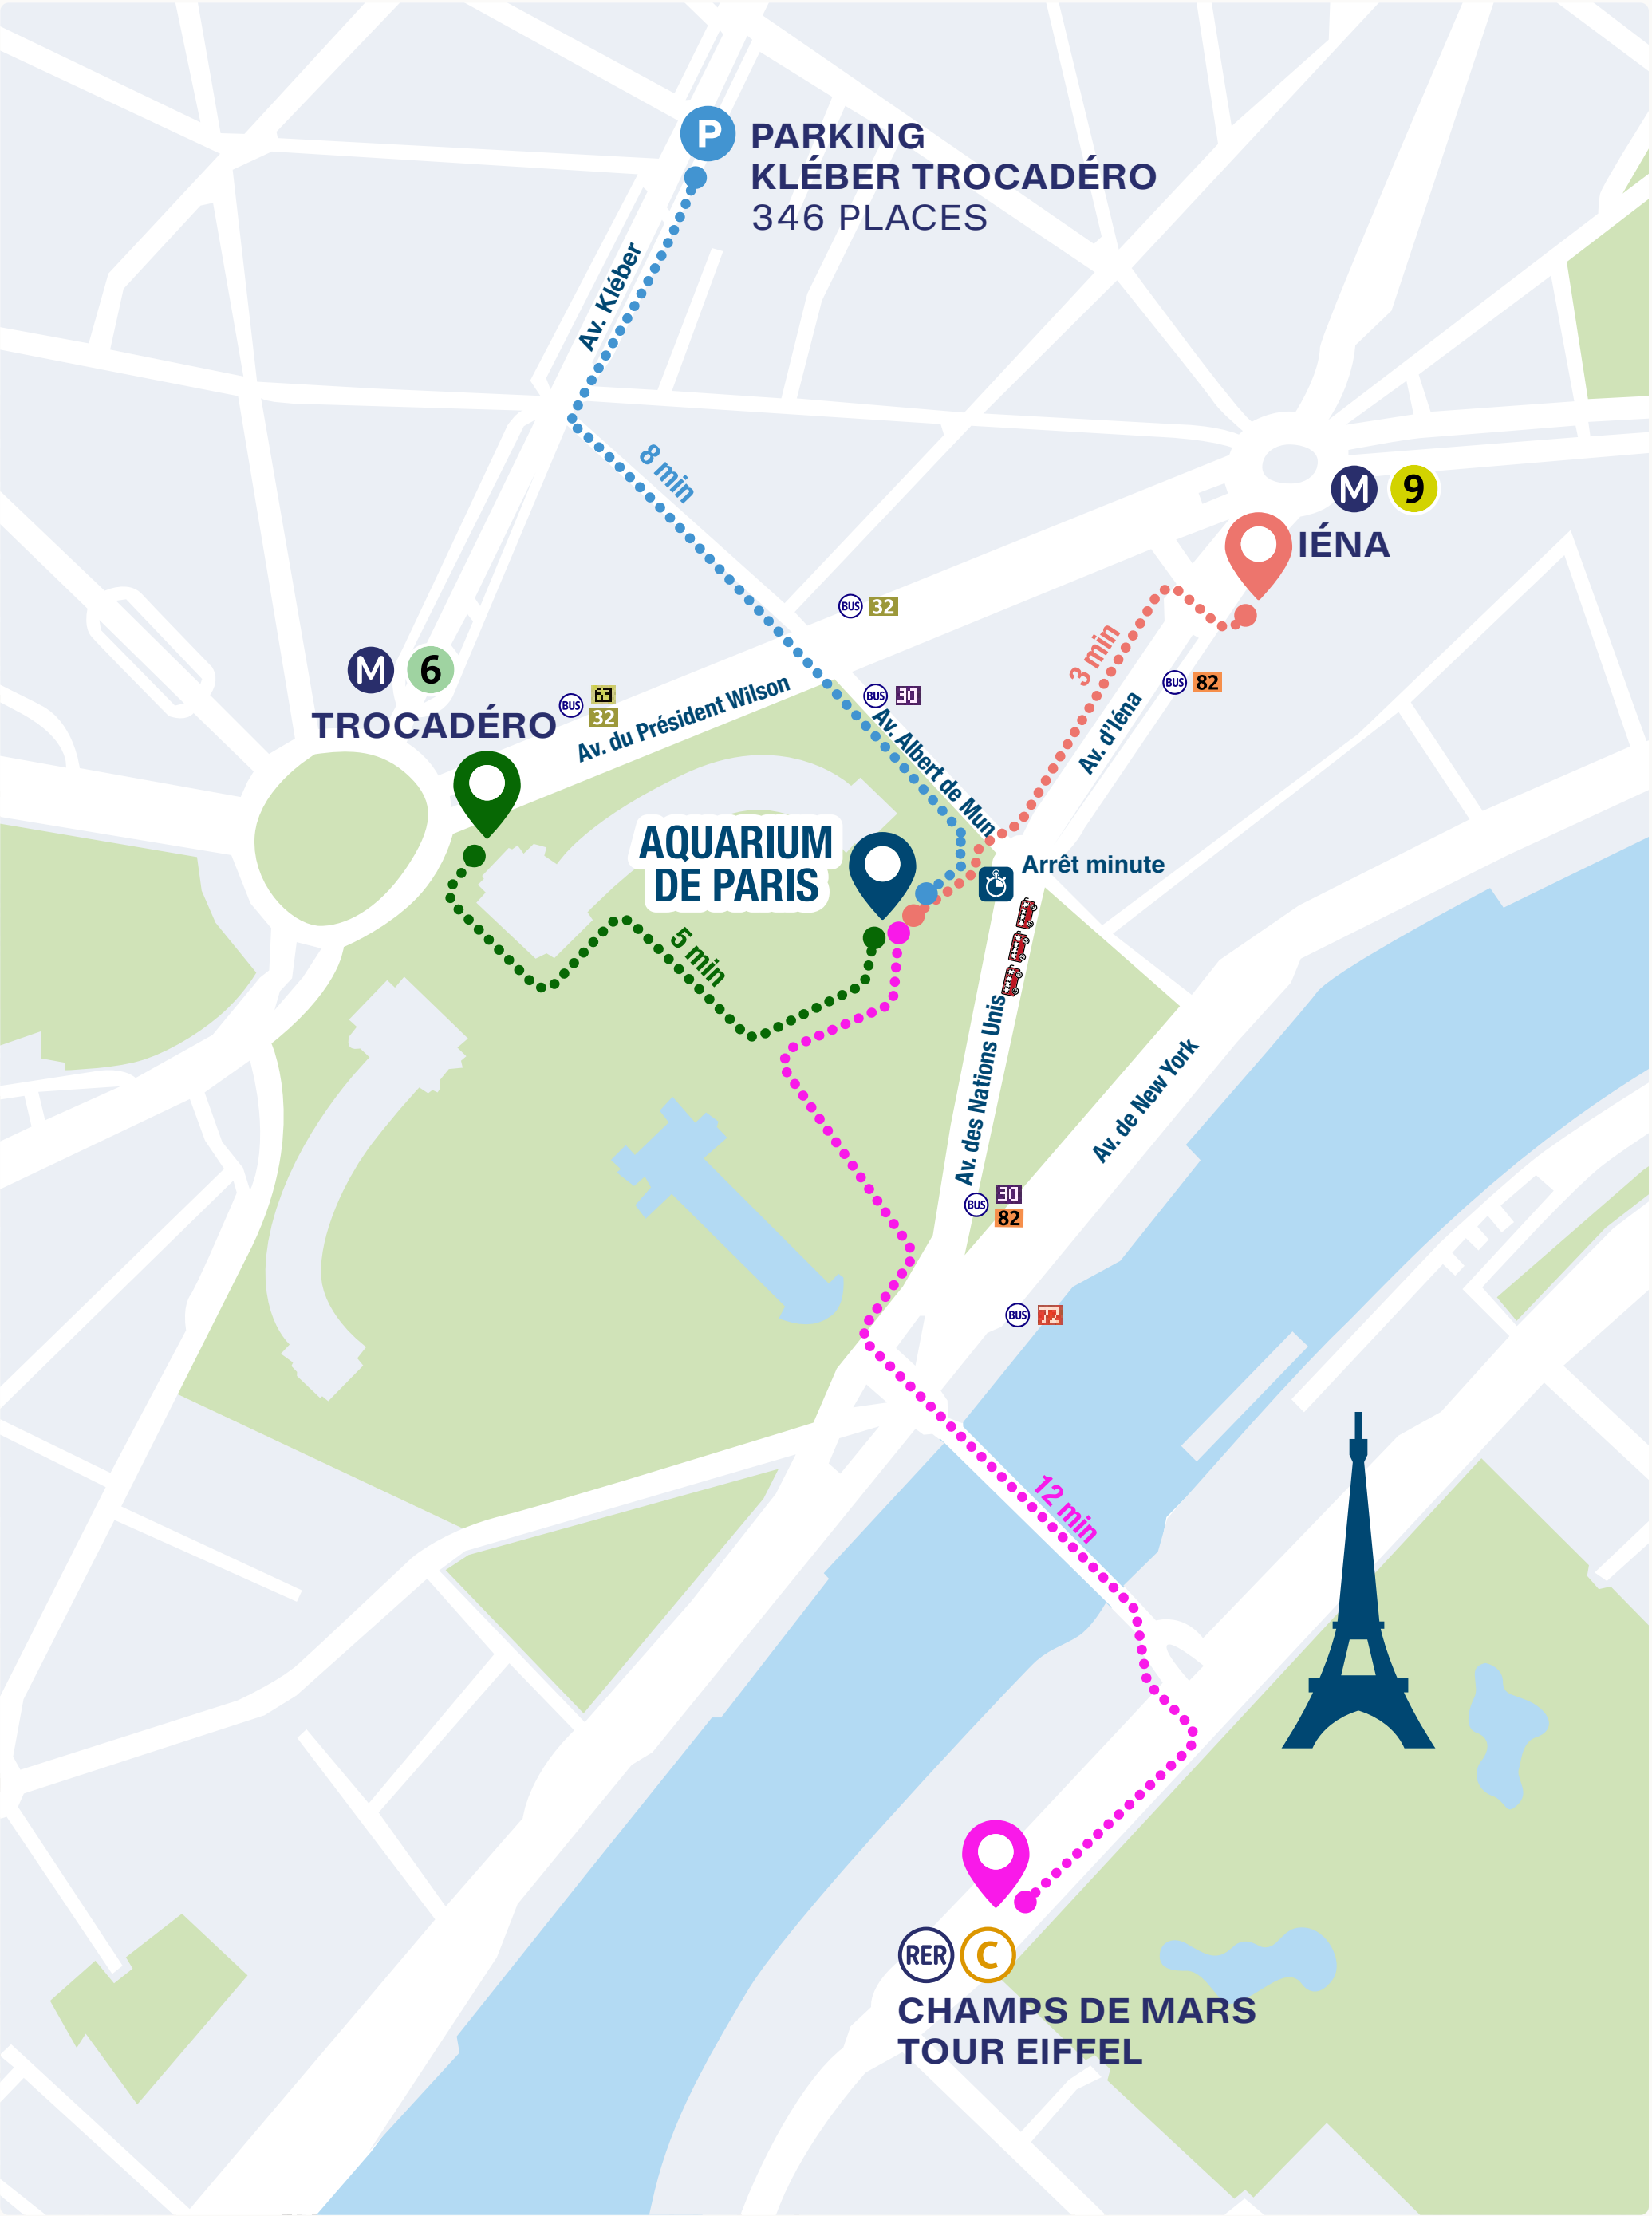 P
PARKING
KLÉBER TROCADÉRO
346 PLACES
Av. Kléber
8 min
M 9
IÉNA
BUS 32
3 min
M 6
TROCADÉRO
BUS 63
32
Av. du Président Wilson
BUS 30
BUS 82
Av. Albert de Mun
Av. d'Iéna
AQUARIUM
DE PARIS
Arrêt minute
5 min
Av. des Nations Unis
Av. de New York
BUS 30
82
BUS 72
12 min
RER C
CHAMPS DE MARS
TOUR EIFFEL